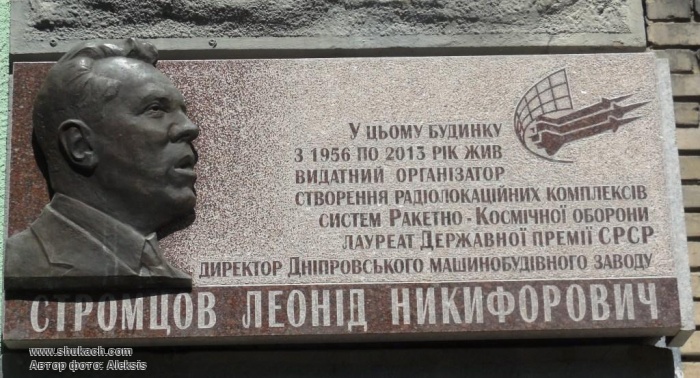 У ЦЬОМУ БУДИНКУ
З 1956 ПО 2013 РІК ЖИВ
ВИДАТНИЙ ОРГАНІЗАТОР
СТВОРЕННЯ РАДІОЛОКАЦІЙНИХ КОМПЛЕКСІВ
СИСТЕМ РАКЕТНО-КОСМІЧНОЇ ОБОРОНИ
ЛАУРЕАТ ДЕРЖАВНОЇ ПРЕМІЇ СРСР
ДИРЕКТОР ДНІПРОВСЬКОГО МАШИНОБУДІВНОГО ЗАВОДУ
СТРОМЦОВ ЛЕОНІД НИКИФОРОВИЧ
www.shukach.com
Автор фото: Aleksis